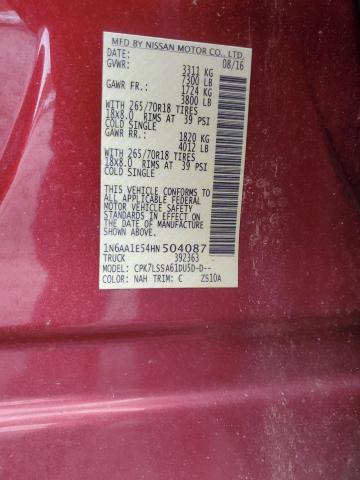 MFD BY NISSAN MOTOR CO., LTD.
DATE: 08/16
GVWR: 3311 KG
7300 LB
GAWR FR.: 1724 KG
3800 LB
WITH 265/70R18 TIRES
18x8.0 RIMS AT 39 PSI
COLD SINGLE
GAWR RR.: 1820 KG
4012 LB
WITH 265/70R18 TIRES
18x8.0 RIMS AT 39 PSI
COLD SINGLE
THIS VEHICLE CONFORMS TO
ALL APPLICABLE FEDERAL
MOTOR VEHICLE SAFETY
STANDARDS IN EFFECT ON
THE DATE OF MANUFACTURE
SHOWN ABOVE.
1N6AA1E54HN504087
TRUCK 392363
MODEL: CPK7LSSA61DU5D-D--
COLOR: NAH TRIM: C ZS10A